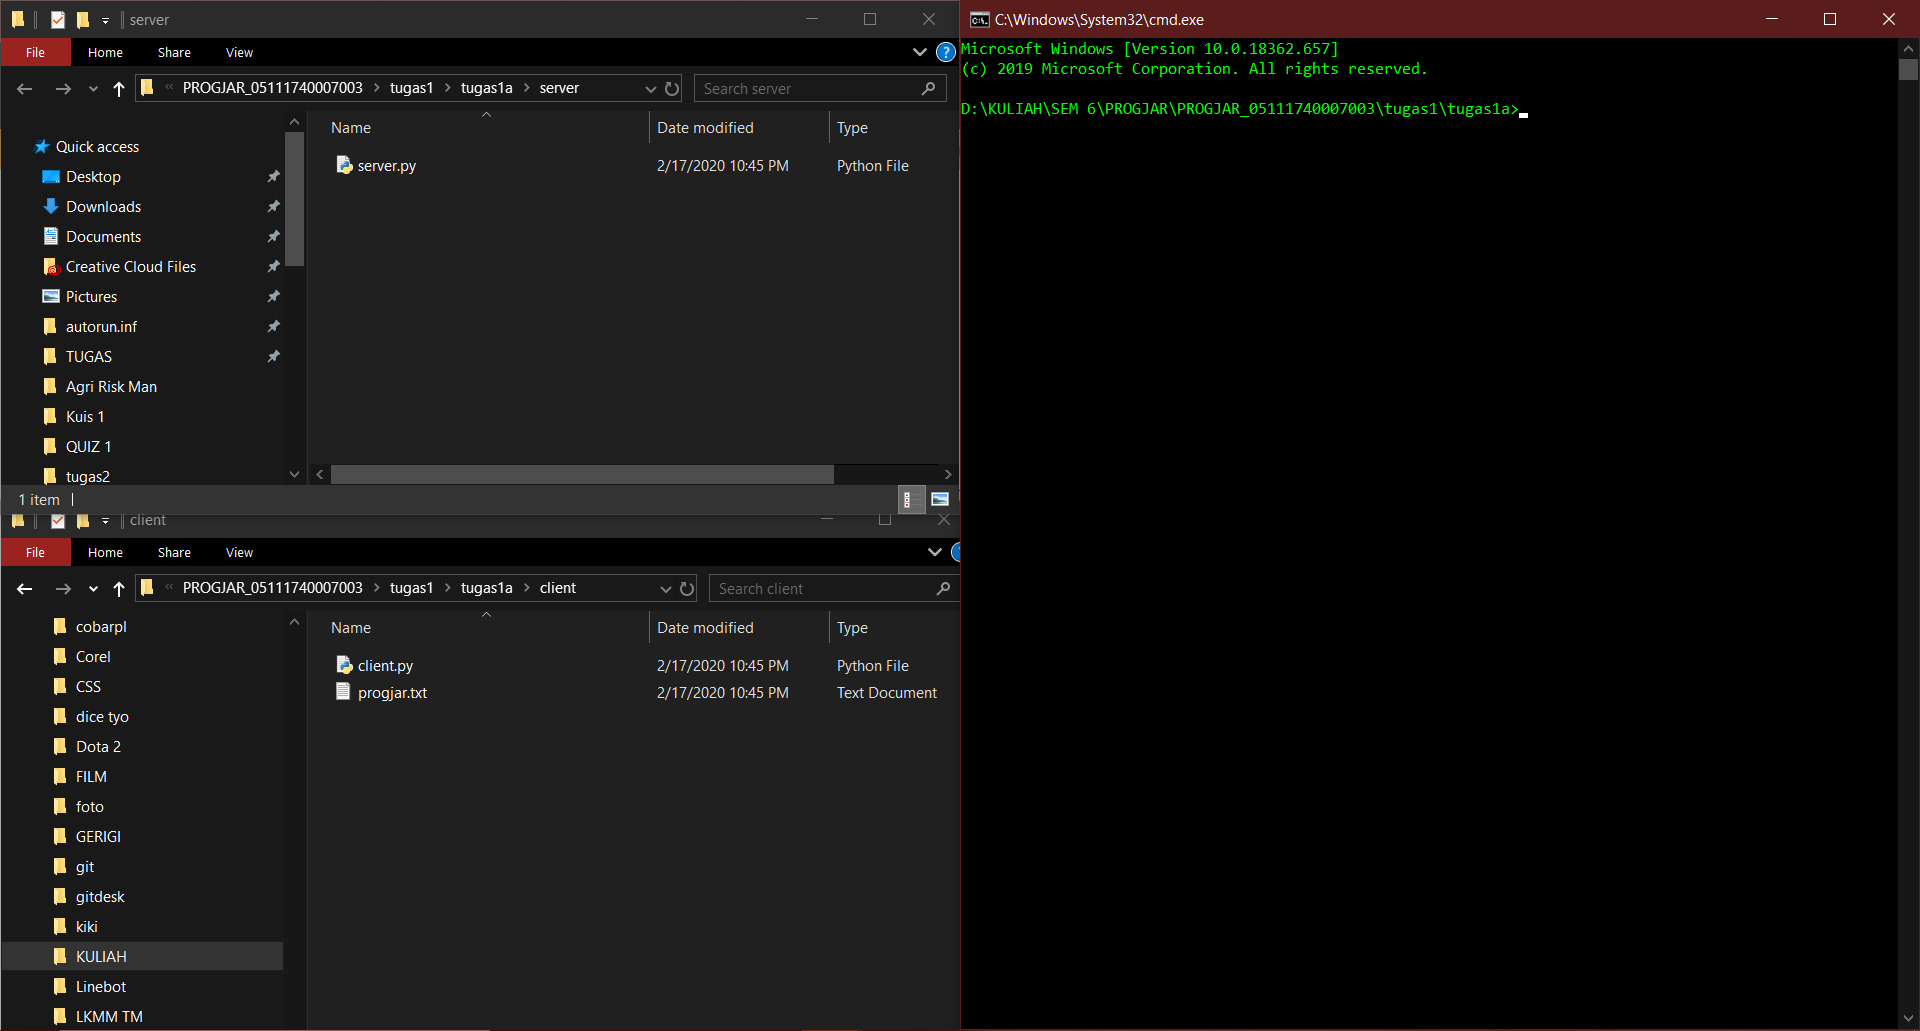 server
File Home Share View
PROGJAR_05111740007003 > tugas1 > tugas1a > server
Search server
Quick access
Desktop
Downloads
Documents
Creative Cloud Files
Pictures
autorun.inf
TUGAS
Agri Risk Man
Kuis 1
QUIZ 1
tugas2
Name Date modified Type
server.py 2/17/2020 10:45 PM Python File
1 item
client
File Home Share View
PROGJAR_05111740007003 > tugas1 > tugas1a > client
Search client
cobarpl
Corel
CSS
dice tyo
Dota 2
FILM
foto
GERIGI
git
gitdesk
kiki
KULIAH
Linebot
LKMM TM
Name Date modified Type
client.py 2/17/2020 10:45 PM Python File
progjar.txt 2/17/2020 10:45 PM Text Document
C:\Windows\System32\cmd.exe
Microsoft Windows [Version 10.0.18362.657]
(c) 2019 Microsoft Corporation. All rights reserved.
D:\KULIAH\SEM 6\PROGJAR\PROGJAR_05111740007003\tugas1\tugas1a>